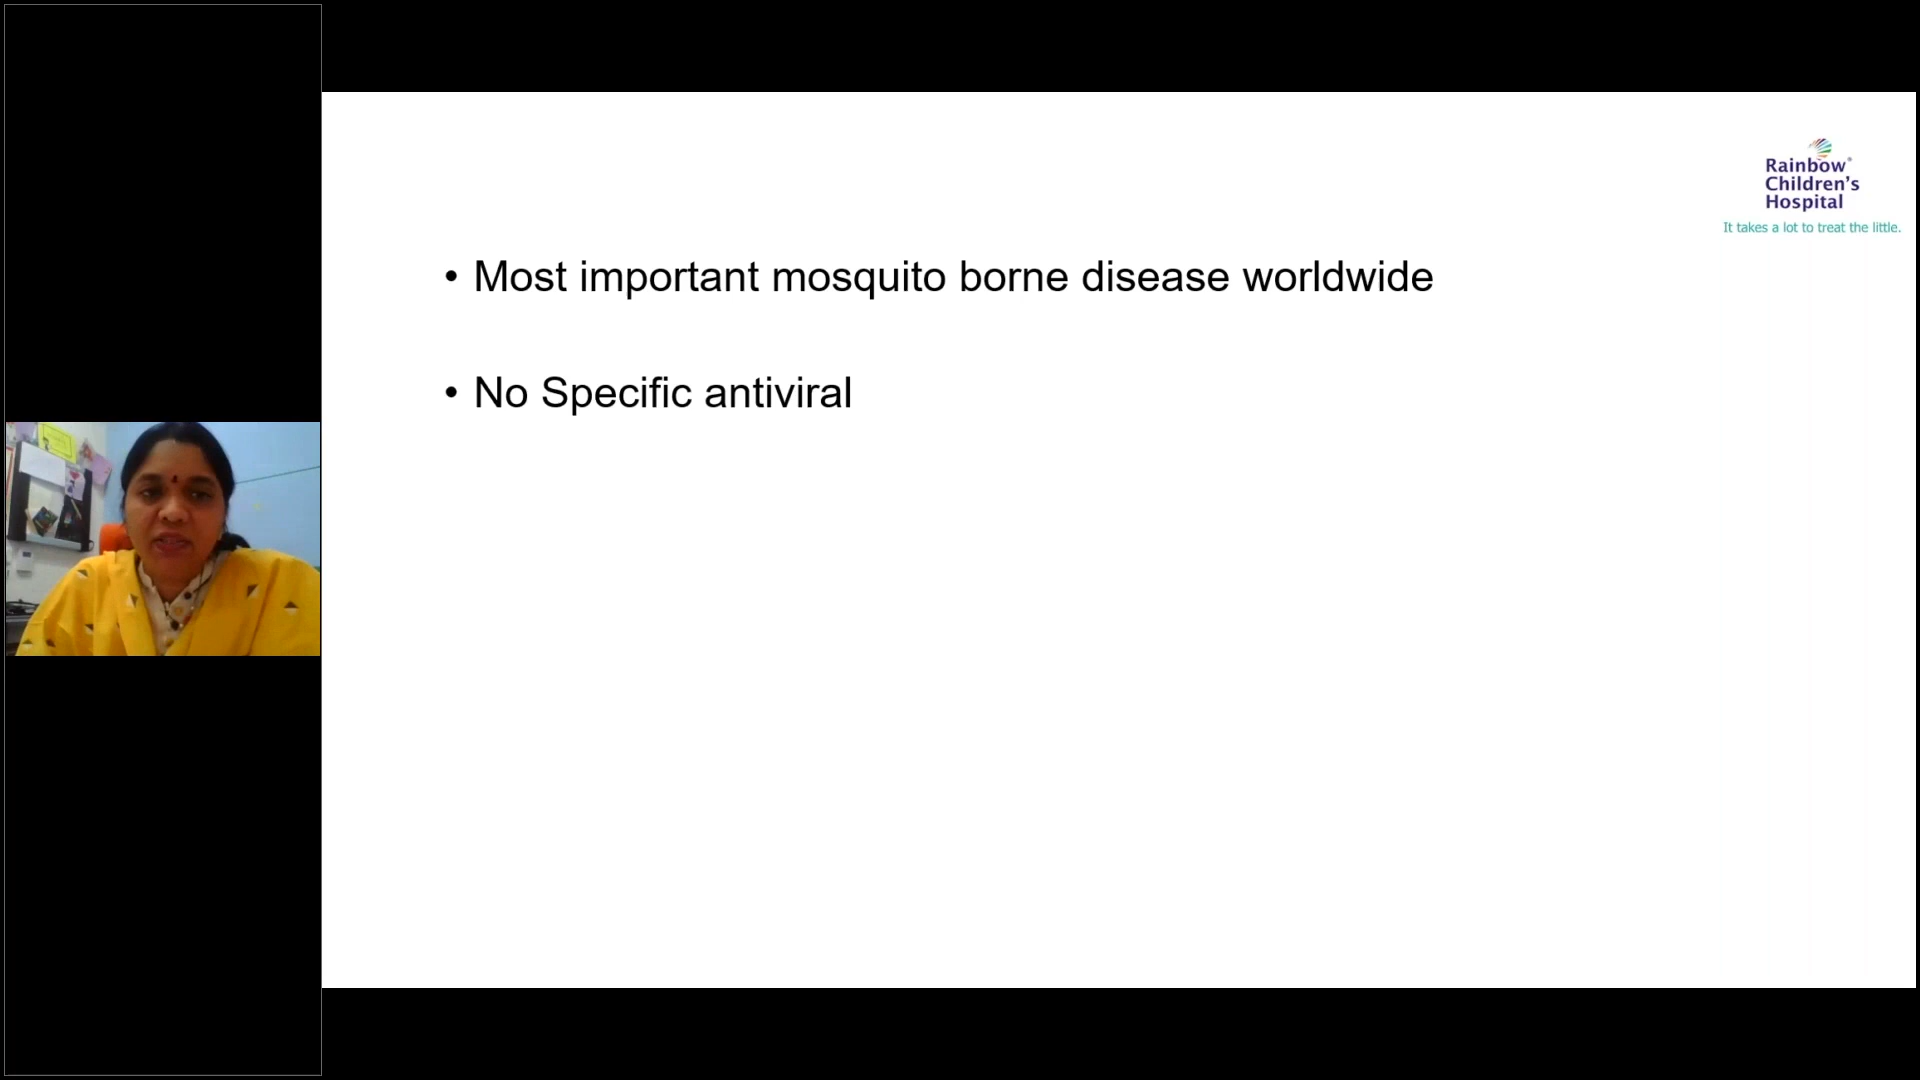 Rainbow®
Children's
Hospital
It takes a lot to treat the little.
• Most important mosquito borne disease worldwide
• No Specific antiviral